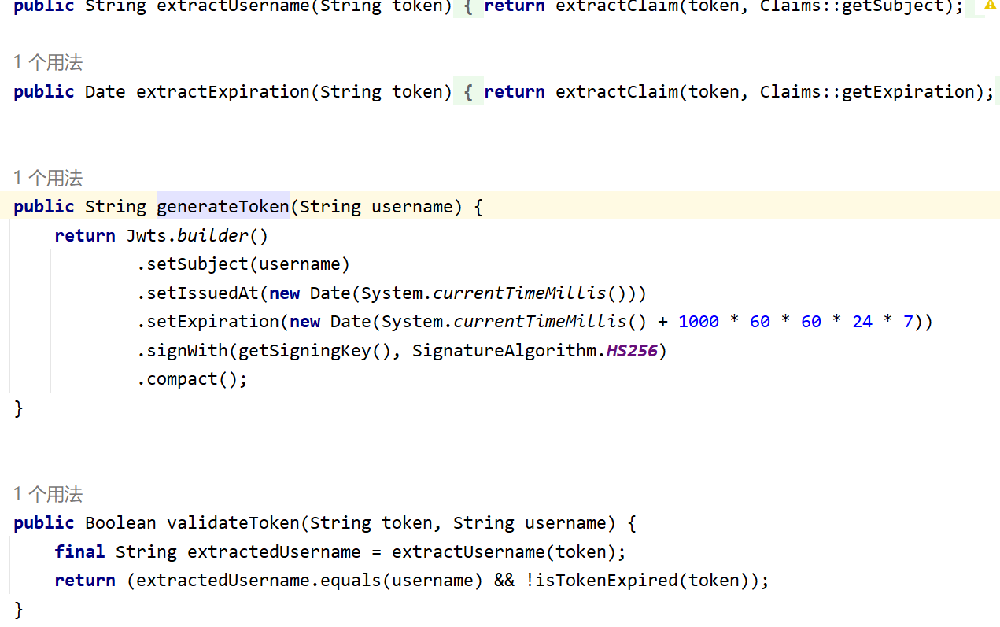 public String extractUsername(String token) { return extractClaim(token, Claims::getSubject);
1 个用法
public Date extractExpiration(String token) { return extractClaim(token, Claims::getExpiration);
1 个用法
public String generateToken(String username) {
return Jwts.builder()
.setSubject(username)
.setIssuedAt(new Date(System.currentTimeMillis()))
.setExpiration(new Date(System.currentTimeMillis() + 1000 * 60 * 60 * 24 * 7))
.signWith(getSigningKey(), SignatureAlgorithm.HS256)
.compact();
}
1 个用法
public Boolean validateToken(String token, String username) {
final String extractedUsername = extractUsername(token);
return (extractedUsername.equals(username) && !isTokenExpired(token));
}